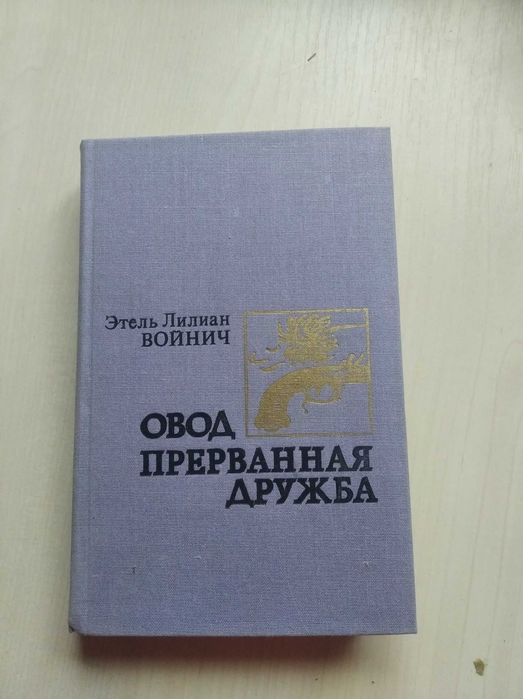 Этель Лилиан
ВОЙНИЧ
ОВОД
ПРЕРВАННАЯ
ДРУЖБА